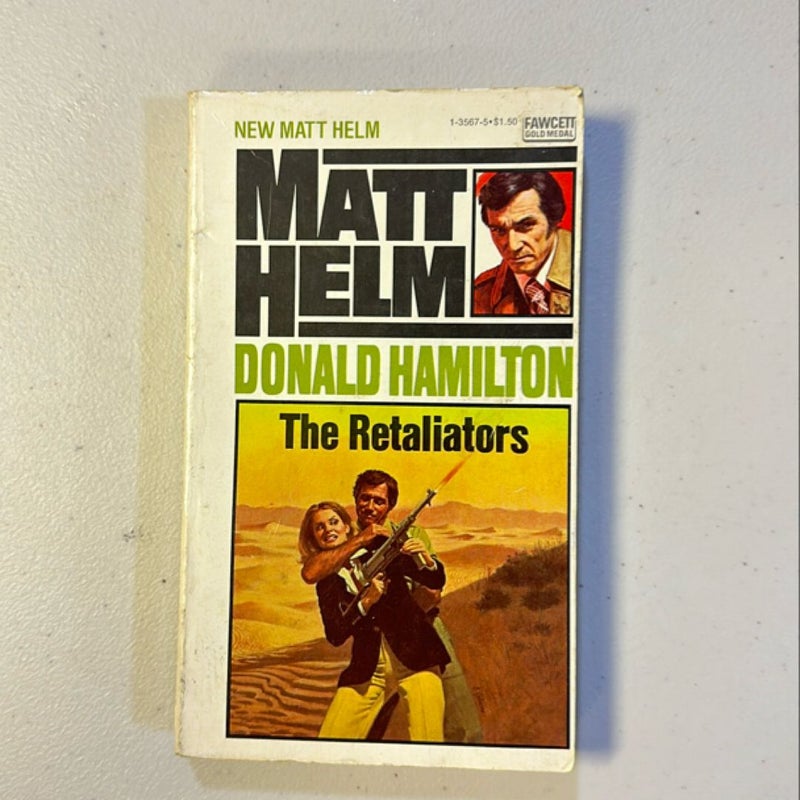 NEW MATT HELM
1-3567-5•$1.50
FAWCETT
GOLD MEDAL
MATT
HELM
DONALD HAMILTON
The Retaliators